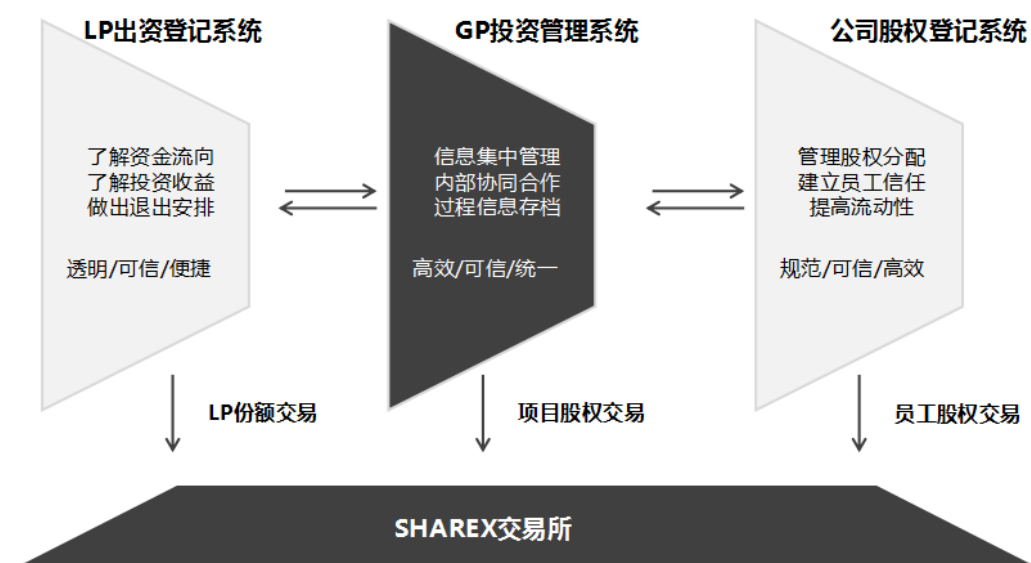 LP出资登记系统
GP投资管理系统
公司股权登记系统
了解资金流向
了解投资收益
做出退出安排
透明/可信/便捷
信息集中管理
内部协同合作
过程信息存档
高效/可信/统一
管理股权分配
建立员工信任
提高流动性
规范/可信/高效
LP份额交易
项目股权交易
员工股权交易
SHAREX交易所